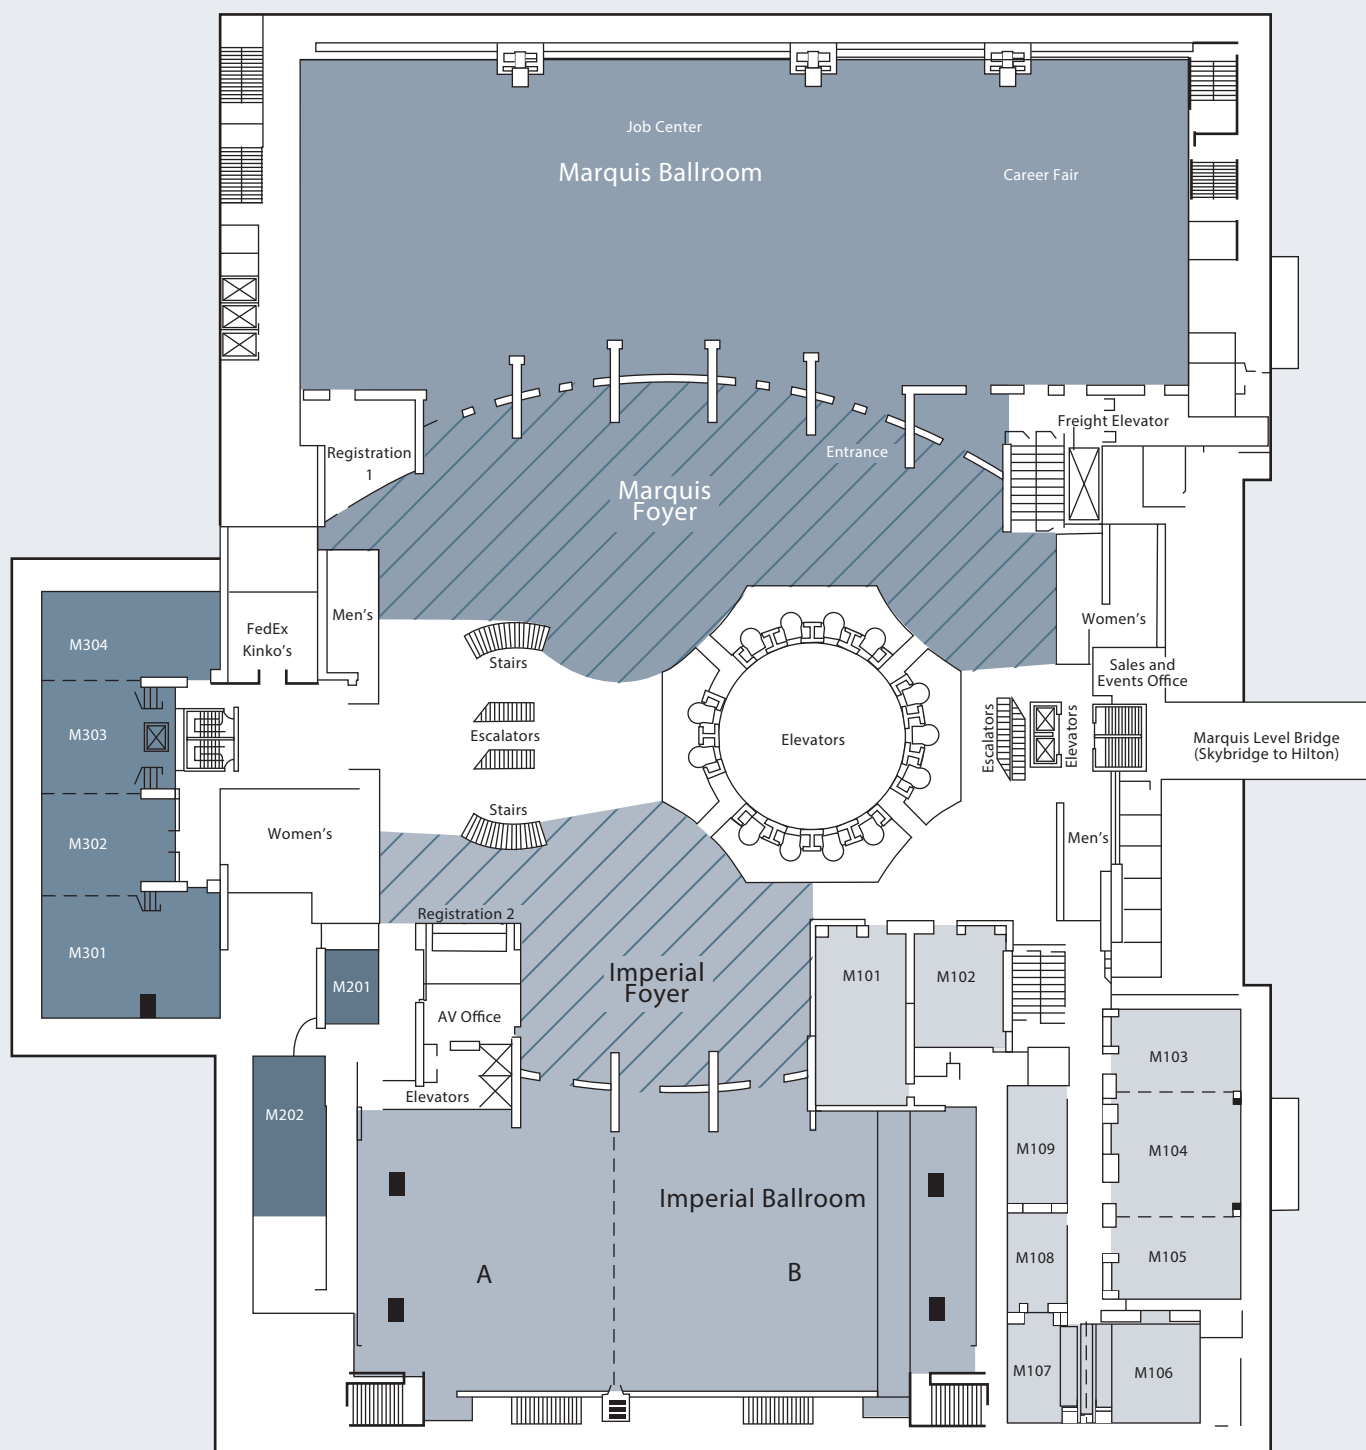 Job Center
Marquis Ballroom
Career Fair
Freight Elevator
Registration
1
Entrance
Marquis
Foyer
Men's
FedEx
Kinko's
Women's
M304
Stairs
Sales and
Events Office
M303
Escalators
Elevators
Escalators
Elevators
Marquis Level Bridge
(Skybridge to Hilton)
Stairs
M302
Women's
Men's
Registration 2
M301
Imperial
Foyer
M101
M102
M201
AV Office
M103
Elevators
M202
M109
M104
Imperial Ballroom
A
B
M108
M105
M107
M106